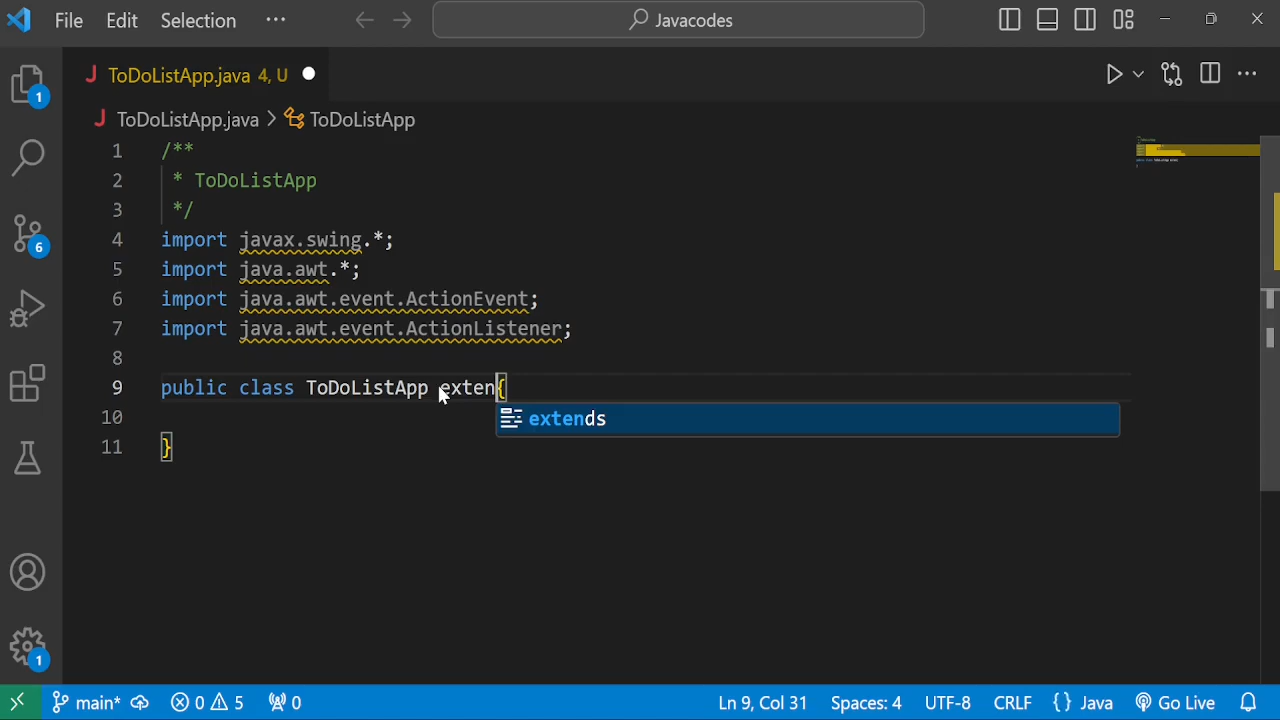 File Edit Selection ··· Javacodes
J ToDoListApp.java 4, U
J ToDoListApp.java > ToDoListApp
1 /**
2 * ToDoListApp
3 */
4 import javax.swing.*;
5 import java.awt.*;
6 import java.awt.event.ActionEvent;
7 import java.awt.event.ActionListener;
8
9 public class ToDoListApp exten{
extends
10
11 }
1
6
1
main* 0 5 0 Ln 9, Col 31 Spaces: 4 UTF-8 CRLF {} Java Go Live